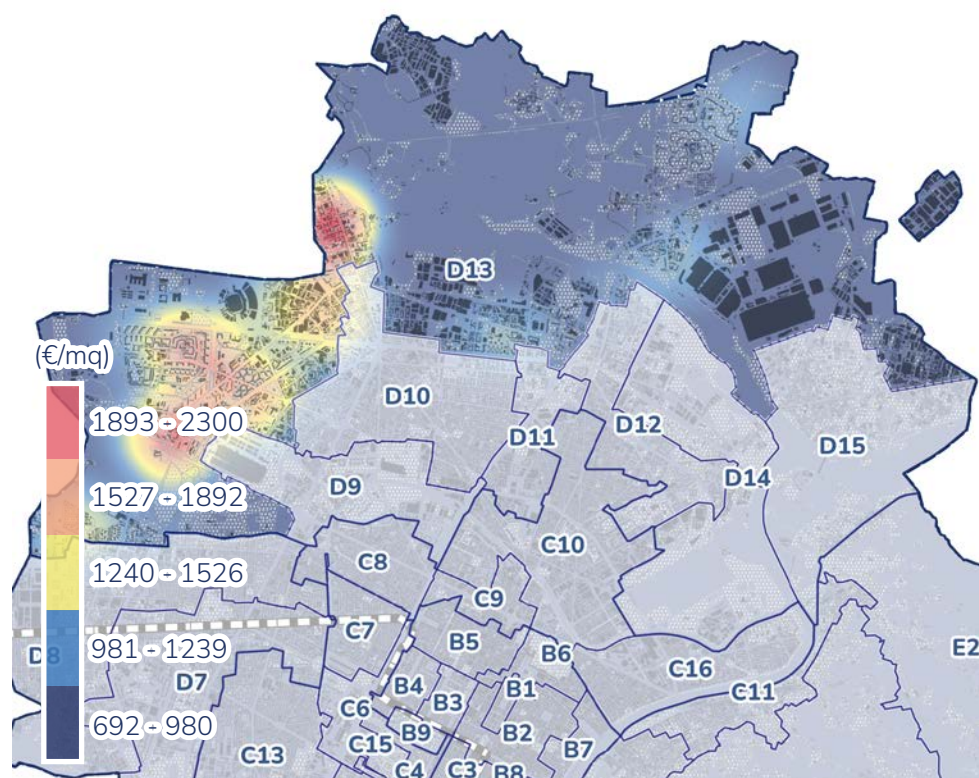 D13
(€/mq)
D10
1893 - 2300
D11
D12
D15
D9
D14
1527 - 1892
C10
1240 - 1526
C8
C9
C7
B5
B6
981 - 1239
D8
E2
C16
D7
B4
B3
B1
C11
C6
B9
B2
692 - 980
C15
B7
C13
C4
C3
B8